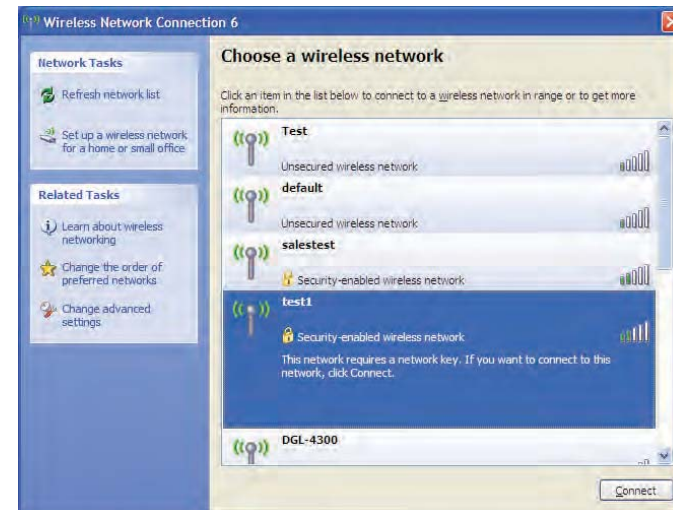 Wireless Network Connection 6
Network Tasks
Refresh network list
Set up a wireless network
for a home or small office
Related Tasks
Learn about wireless
networking
Change the order of
preferred networks
Change advanced
settings
Choose a wireless network
Click an item in the list below to connect to a wireless network in range or to get more
information.
Test
Unsecured wireless network
default
Unsecured wireless network
salestest
Security-enabled wireless network
test1
Security-enabled wireless network
This network requires a network key. If you want to connect to this
network, click Connect.
DGL-4300
Connect